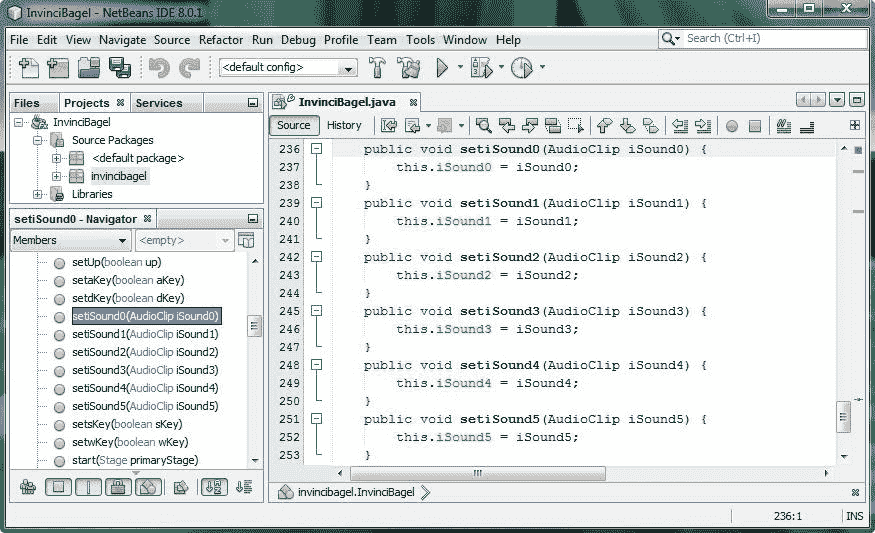 InvinciBagel - NetBeans IDE 8.0.1
File Edit View Navigate Source Refactor Run Debug Profile Team Tools Window Help
Search (Ctrl+I)
<default config>
Files Projects Services
InvinciBagel
Source Packages
<default package>
invincibagel
Libraries
setiSound0 - Navigator
Members <empty>
setUp(boolean up)
setaKey(boolean aKey)
setdKey(boolean dKey)
setiSound0(AudioClip iSound0)
setiSound1(AudioClip iSound1)
setiSound2(AudioClip iSound2)
setiSound3(AudioClip iSound3)
setiSound4(AudioClip iSound4)
setiSound5(AudioClip iSound5)
setsKey(boolean sKey)
setwKey(boolean wKey)
start(Stage primaryStage)
InvinciBagel.java
Source History
236 public void setiSound0(AudioClip iSound0) {
237 this.iSound0 = iSound0;
238 }
239 public void setiSound1(AudioClip iSound1) {
240 this.iSound1 = iSound1;
241 }
242 public void setiSound2(AudioClip iSound2) {
243 this.iSound2 = iSound2;
244 }
245 public void setiSound3(AudioClip iSound3) {
246 this.iSound3 = iSound3;
247 }
248 public void setiSound4(AudioClip iSound4) {
249 this.iSound4 = iSound4;
250 }
251 public void setiSound5(AudioClip iSound5) {
252 this.iSound5 = iSound5;
253 }
invincibagel.InvinciBagel
236:1 INS